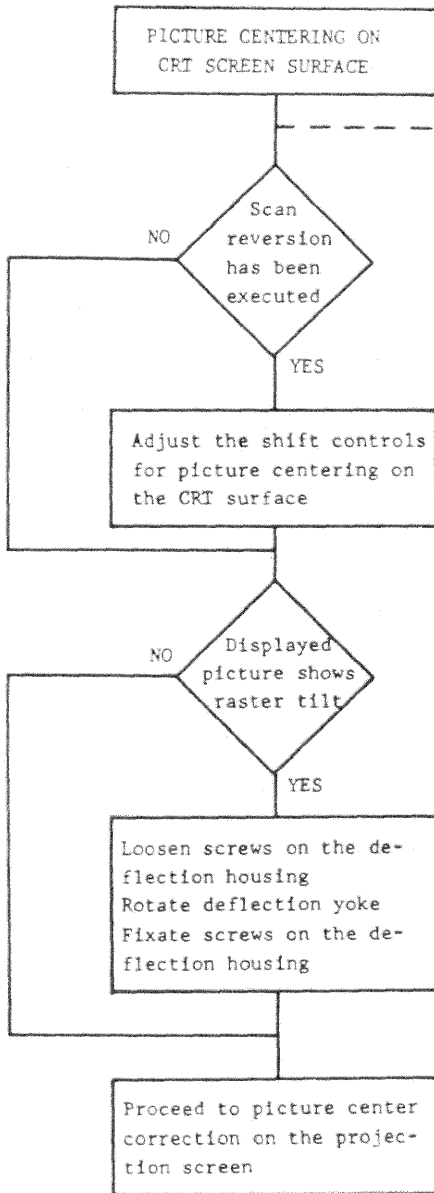 PICTURE CENTERING ON
CRT SCREEN SURFACE
Scan
reversion
has been
executed
NO
YES
Adjust the shift controls
for picture centering on
the CRT surface
Displayed
picture shows
raster tilt
NO
YES
Loosen screws on the de-
flection housing
Rotate deflection yoke
Fixate screws on the de-
flection housing
Proceed to picture center
correction on the projec-
tion screen